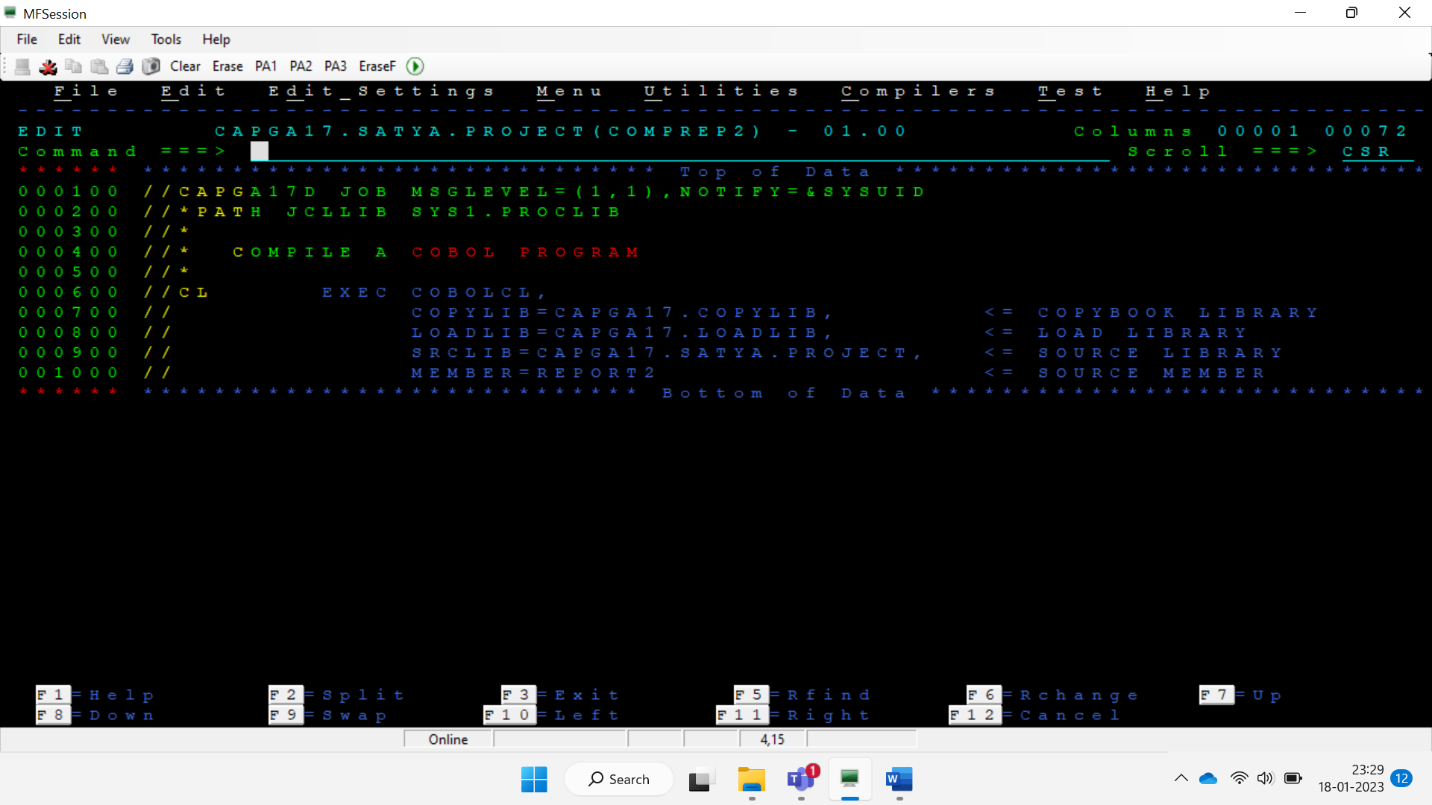 MFSession
File Edit View Tools Help
Clear Erase PA1 PA2 PA3 EraseF
File Edit Edit_Settings Menu Utilities Compilers Test Help
- - - - - - - - - - - - - - - - - - - - - - - - - - - - - - - - - - - - - - - - - - - - - - - - - - - - - - - - - - - - - - - - - - - - - - - - - - - - - - -
EDIT CAPGA17.SATYA.PROJECT(COMPREP2) - 01.00 Columns 00001 00072
Command ===> Scroll ===> CSR
****** ***************************** Top of Data ******************************
000100 //CAPGA17D JOB MSGLEVEL=(1,1),NOTIFY=&SYSUID
000200 //*PATH JCLLIB SYS1.PROCLIB
000300 //*
000400 //* COMPILE A COBOL PROGRAM
000500 //*
000600 //CL EXEC COBOLCL,
000700 // COPYLIB=CAPGA17.COPYLIB, <= COPYBOOK LIBRARY
000800 // LOADLIB=CAPGA17.LOADLIB, <= LOAD LIBRARY
000900 // SRCLIB=CAPGA17.SATYA.PROJECT, <= SOURCE LIBRARY
001000 // MEMBER=REPORT2 <= SOURCE MEMBER
****** **************************** Bottom of Data ****************************
F1=Help F2=Split F3=Exit F5=Rfind F6=Rchange F7=Up
F8=Down F9=Swap F10=Left F11=Right F12=Cancel
Online 4,15
Search 1 23:29
18-01-2023 12